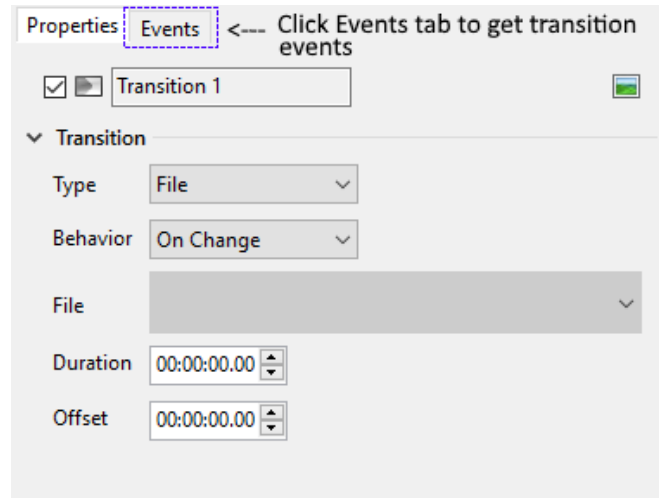 Properties Events <--- Click Events tab to get transition
events
Transition 1
Transition
Type File
Behavior On Change
File
Duration 00:00:00.00
Offset 00:00:00.00